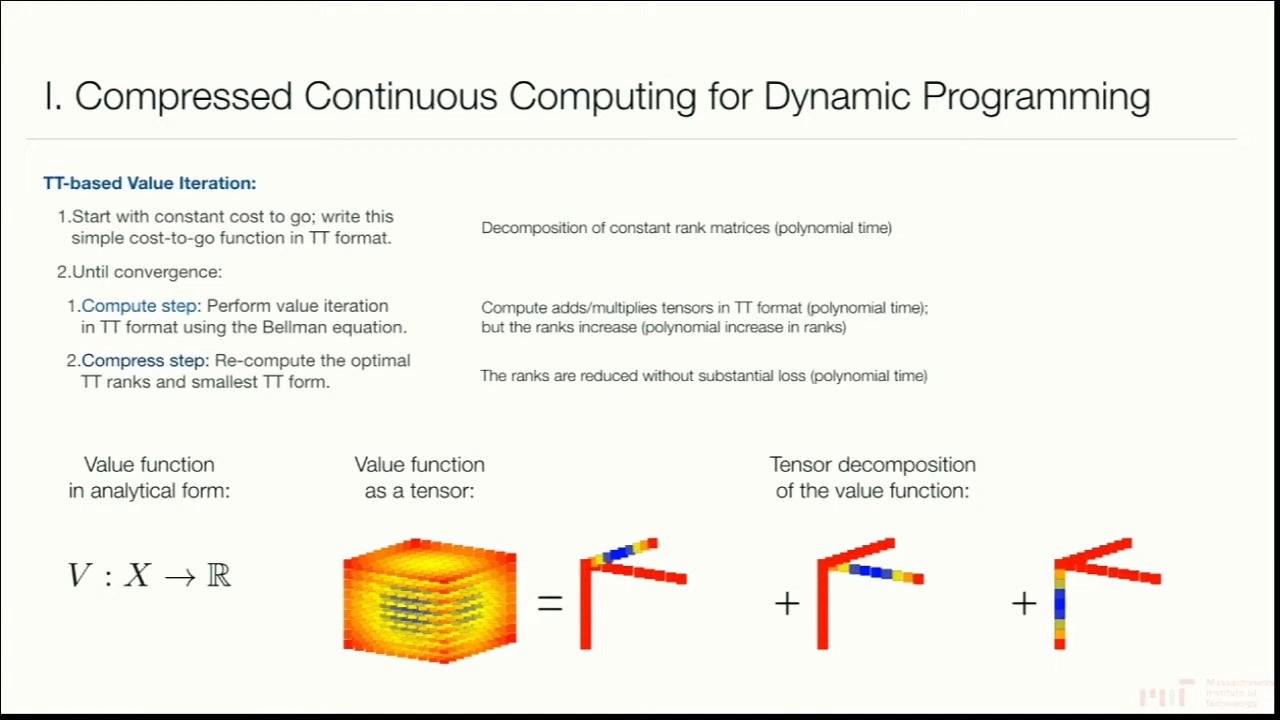 I. Compressed Continuous Computing for Dynamic Programming
TT-based Value Iteration:
1.Start with constant cost to go; write this
simple cost-to-go function in TT format.
Decomposition of constant rank matrices (polynomial time)
2.Until convergence:
1.Compute step: Perform value iteration
in TT format using the Bellman equation.
Compute adds/multiplies tensors in TT format (polynomial time);
but the ranks increase (polynomial increase in ranks)
2.Compress step: Re-compute the optimal
TT ranks and smallest TT form.
The ranks are reduced without substantial loss (polynomial time)
Value function
in analytical form:
Value function
as a tensor:
Tensor decomposition
of the value function:
V : X → ℝ
= + +
Massachusetts
Institute of
Technology